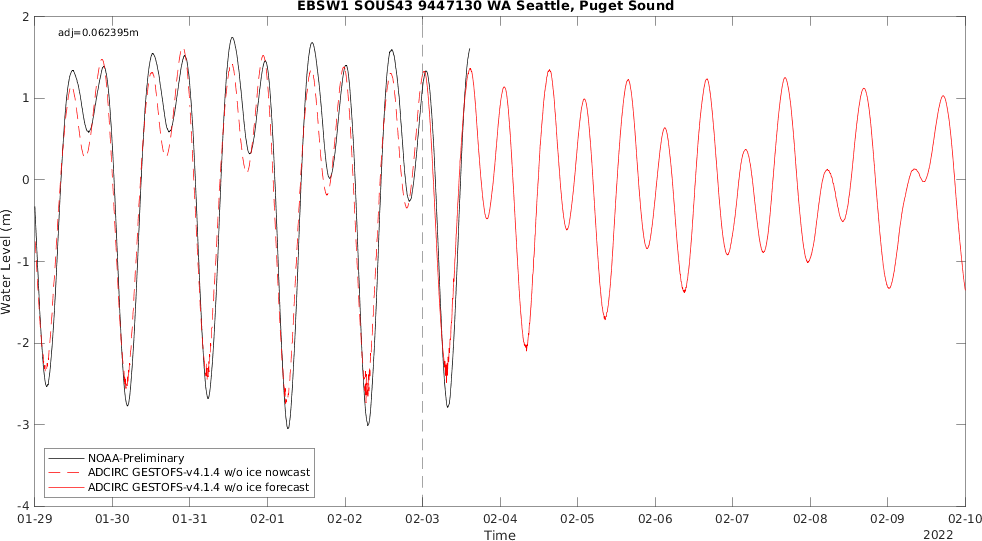 EBSW1 SOUS43 9447130 WA Seattle, Puget Sound
adj=0.062395m
2
1
0
-1
-2
-3
-4
Water Level (m)
NOAA-Preliminary
ADCIRC GESTOFS-v4.1.4 w/o ice nowcast
ADCIRC GESTOFS-v4.1.4 w/o ice forecast
01-29 01-30 01-31 02-01 02-02 02-03 02-04 02-05 02-06 02-07 02-08 02-09 02-10
Time
2022